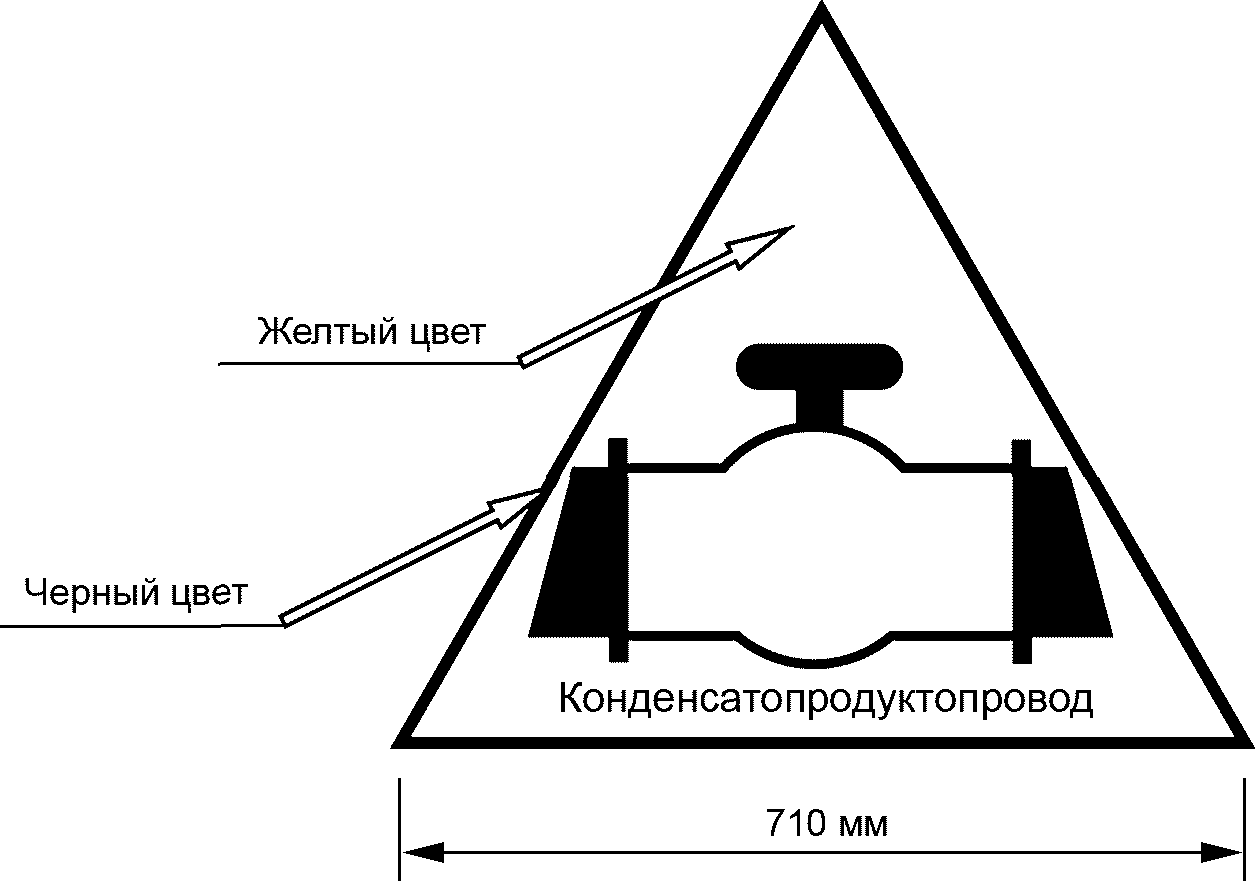 Желтый цвет
Черный цвет
Конденсатопродуктопровод
710 мм